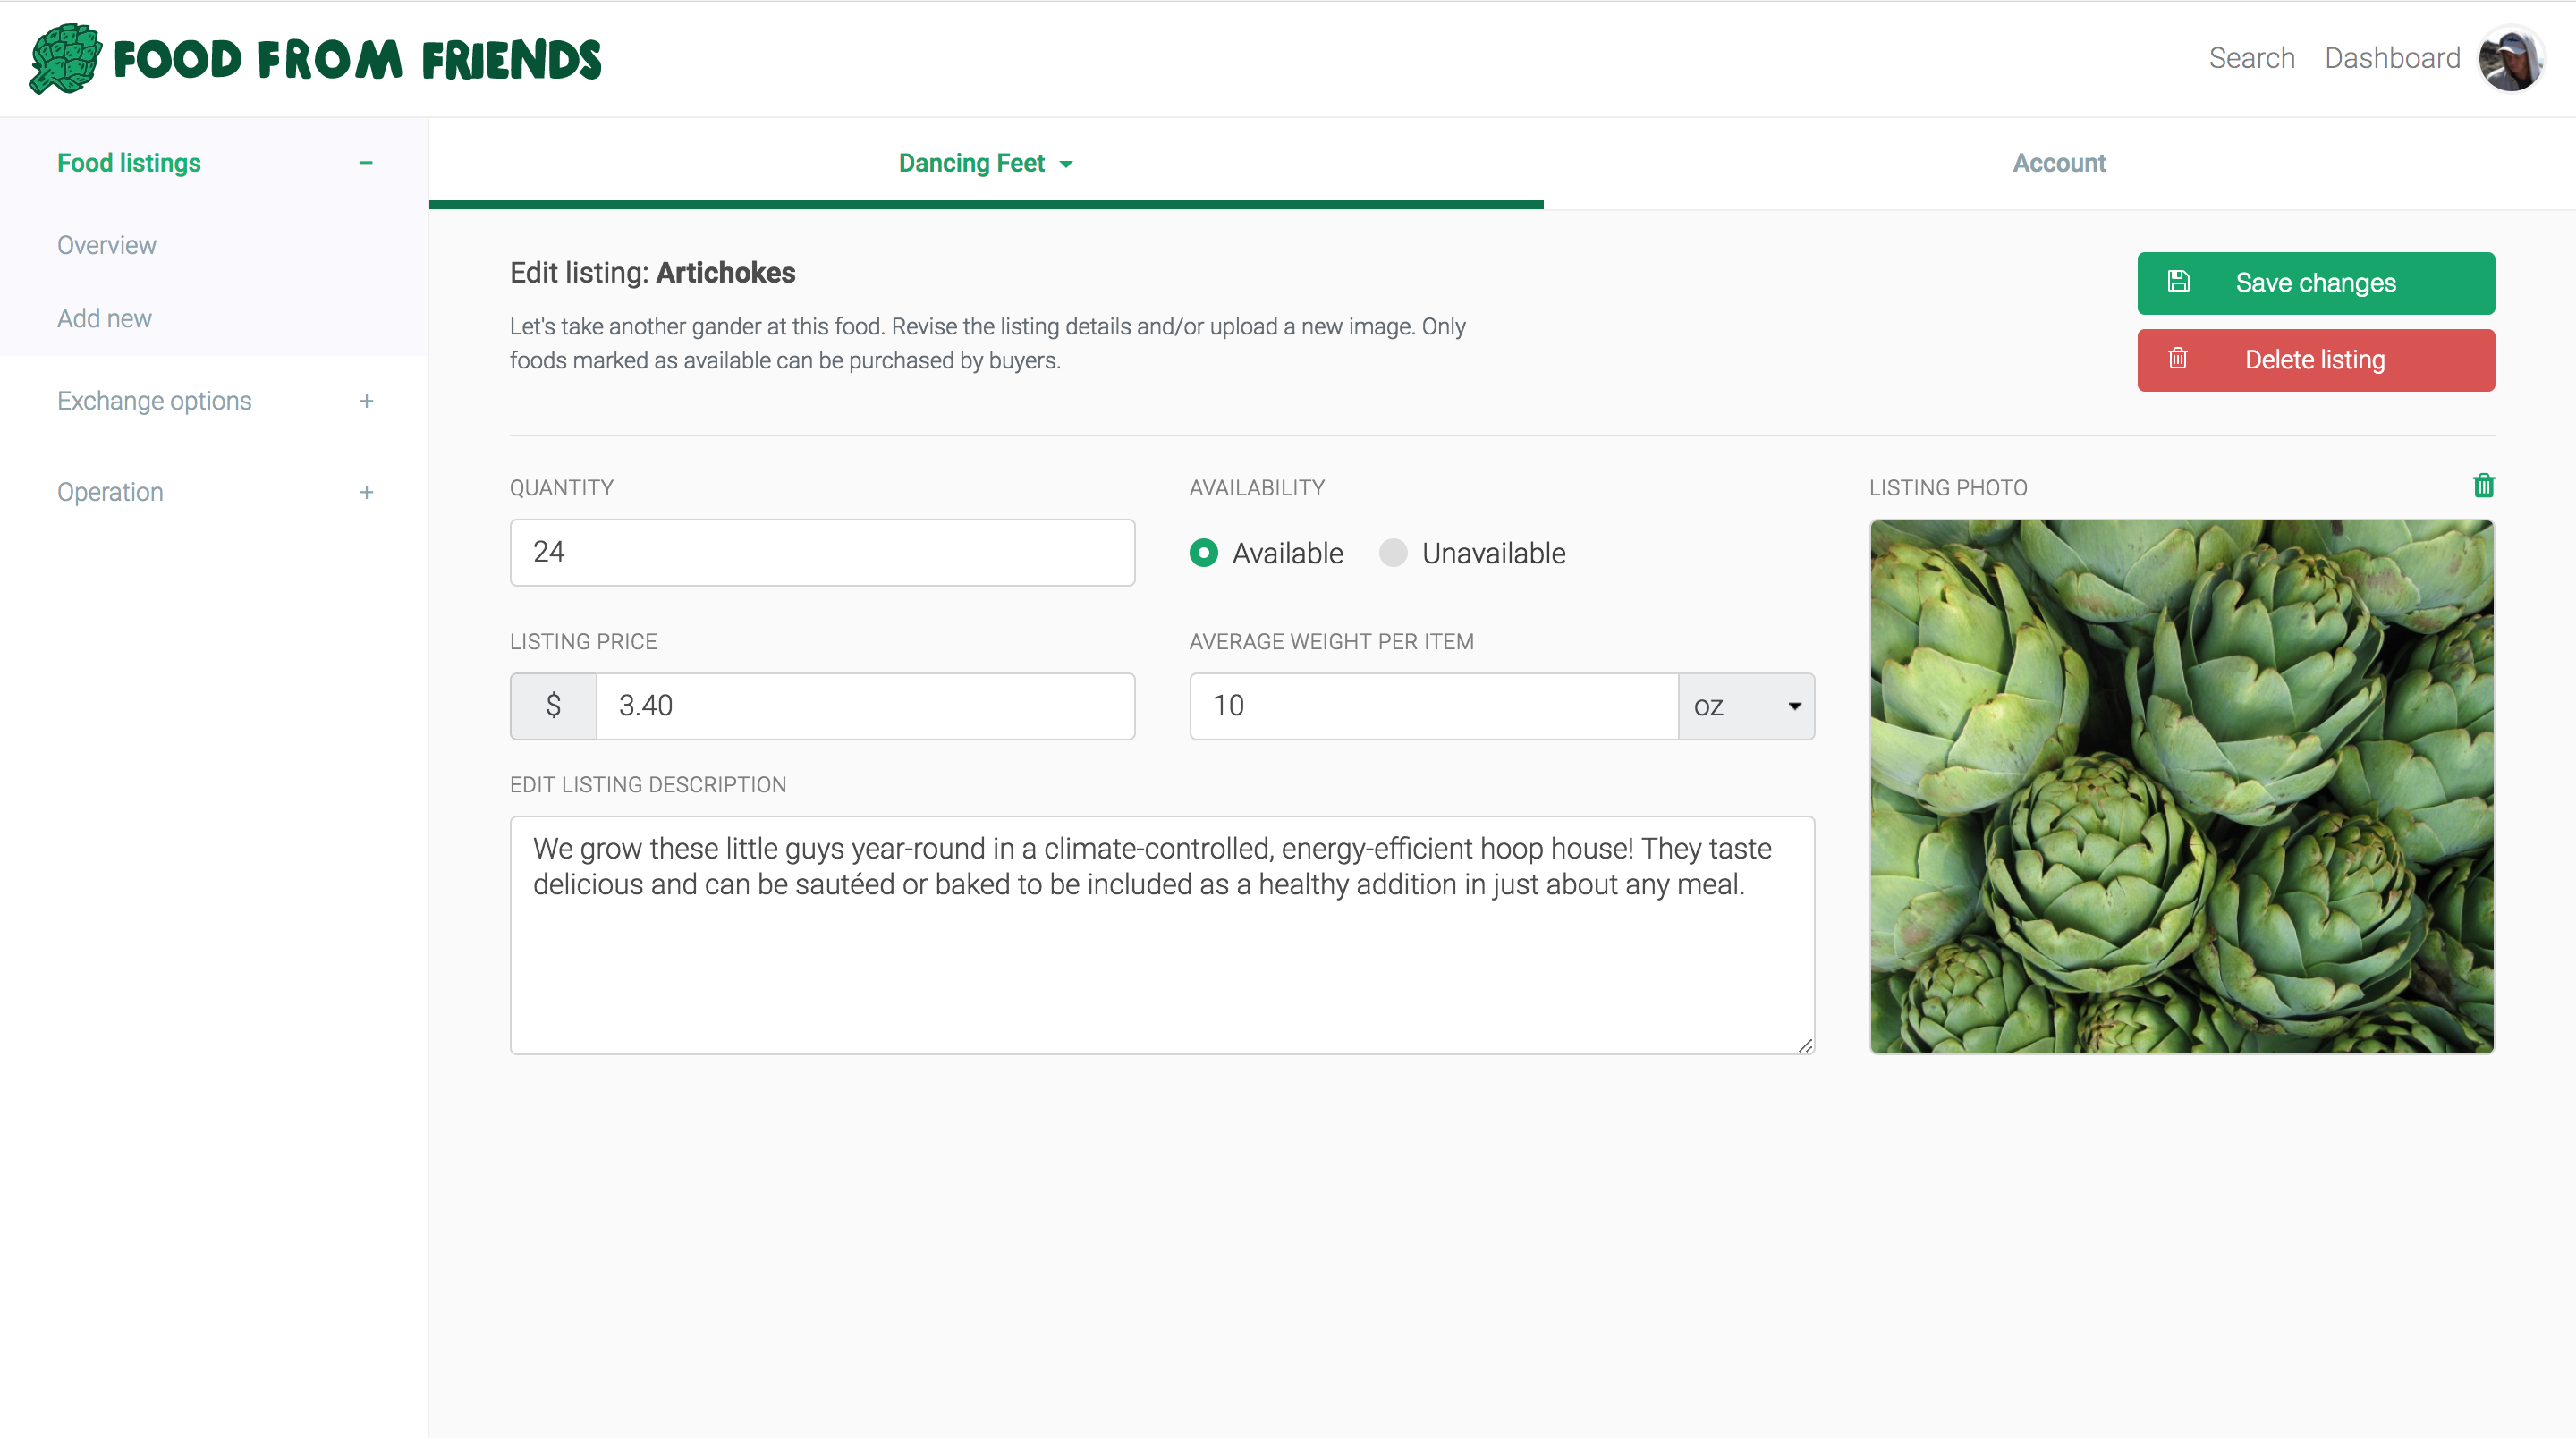 FOOD FROM FRIENDS
Search Dashboard
Food listings −
Overview
Add new
Exchange options +
Operation +
Dancing Feet
Account
Edit listing: Artichokes
Let's take another gander at this food. Revise the listing details and/or upload a new image. Only
foods marked as available can be purchased by buyers.
Save changes
Delete listing
QUANTITY
24
AVAILABILITY
Available Unavailable
LISTING PRICE
$ 3.40
AVERAGE WEIGHT PER ITEM
10 oz
EDIT LISTING DESCRIPTION
We grow these little guys year-round in a climate-controlled, energy-efficient hoop house! They taste
delicious and can be sautéed or baked to be included as a healthy addition in just about any meal.
LISTING PHOTO